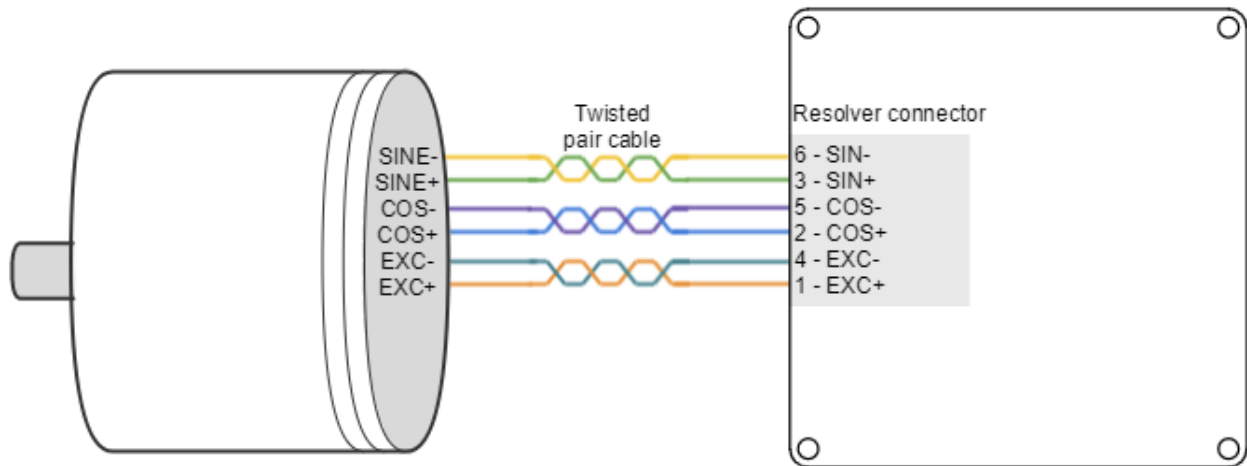 Twisted
pair cable
Resolver connector
SINE-
SINE+
COS-
COS+
EXC-
EXC+
6 - SIN-
3 - SIN+
5 - COS-
2 - COS+
4 - EXC-
1 - EXC+